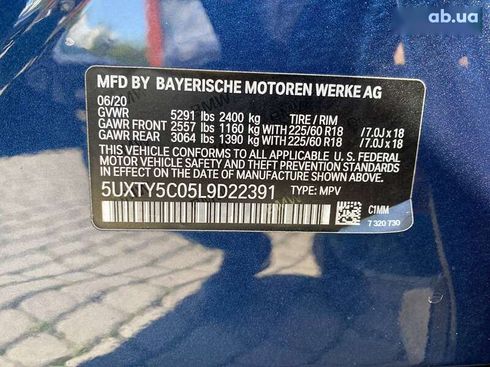 ab.ua
MFD BY BAYERISCHE MOTOREN WERKE AG
06/20
GVWR 5291 lbs 2400 kg TIRE / RIM
GAWR FRONT 2557 lbs 1160 kg WITH 225/60 R18 / 7.0J x 18
GAWR REAR 3064 lbs 1390 kg WITH 225/60 R18 / 7.0J x 18
THIS VEHICLE CONFORMS TO ALL APPLICABLE U. S. FEDERAL
MOTOR VEHICLE SAFETY AND THEFT PREVENTION STANDARDS
IN EFFECT ON THE DATE OF MANUFACTURE SHOWN ABOVE.
5UXTY5C05L9D22391 TYPE: MPV
C1MM
7 320 730